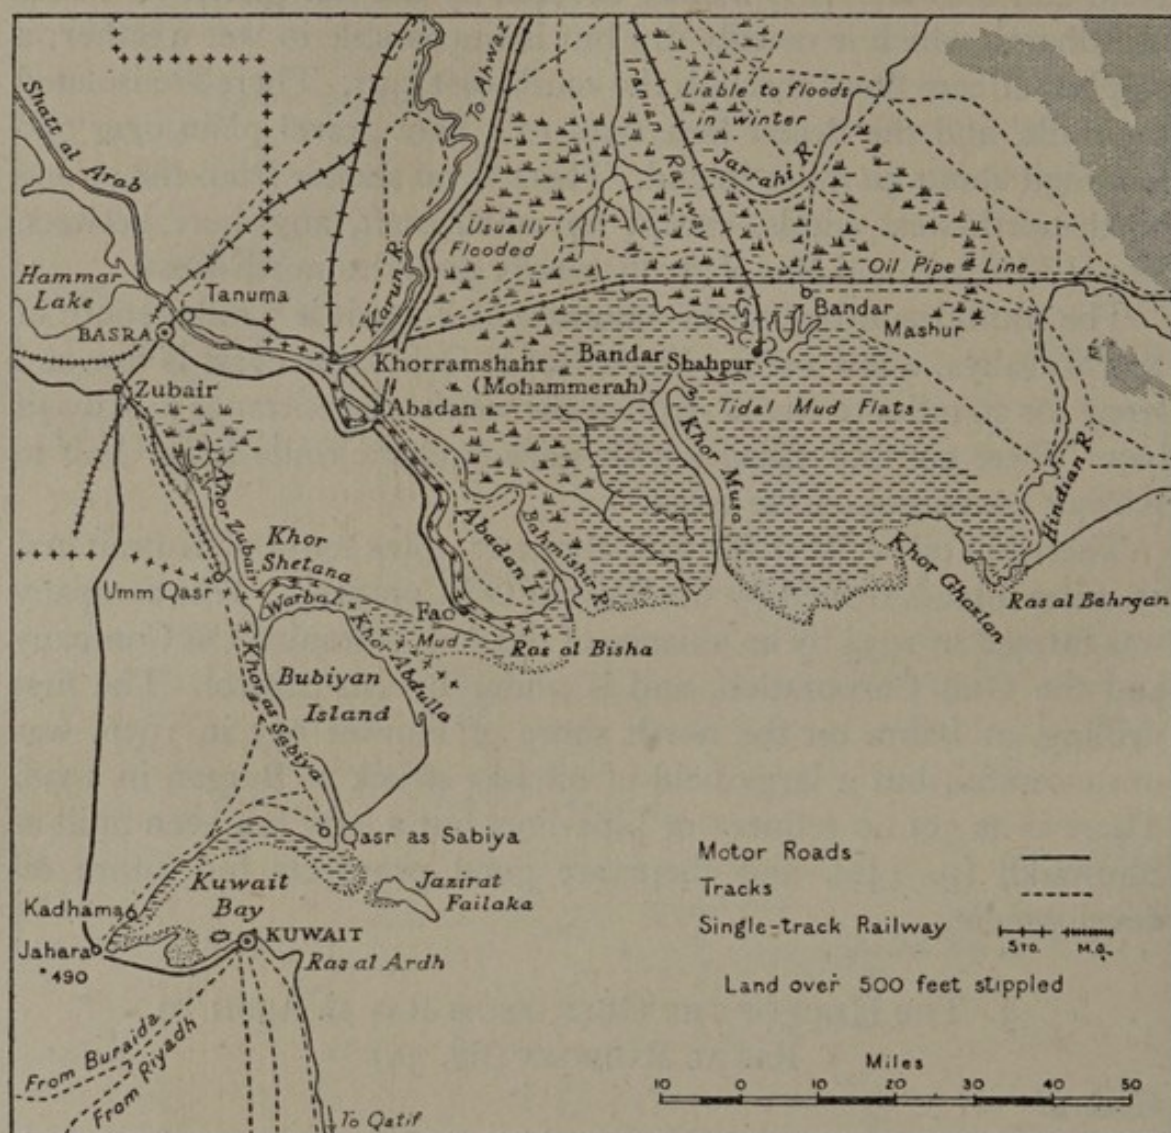 Shatt al Arab
To Ahwaz
Iranian Railway
Liable to floods
in winter
Jarrahi R.
Usually
Flooded
Hammar
Lake
Tanuma
BASRA
Karun R.
Oil Pipe Line
Bandar
Mashur
Khorramshahr
(Mohammerah)
Bandar Shahpur
Zubair
Abadan
Tidal Mud Flats
Khor Musa
Hindian R.
Khor Zubair
Khor
Shetana
Abadan I.
Bahmishir R.
Khor Ghazlan
Ras al Behrgan
Umm Qasr
Warba I.
Fao
Mud
Ras al Bisha
Khor Abdulla
Bubiyan
Island
Khor as Sabiya
Qasr as Sabiya
Kuwait
Bay
Jazirat
Failaka
Kadhama
Jahara
490
KUWAIT
Ras al Ardh
From Buraida
From Riyadh
To Qatif
Motor Roads
Tracks
Single-track Railway
STD. M.G.
Land over 500 feet stippled
Miles
10 0 10 20 30 40 50